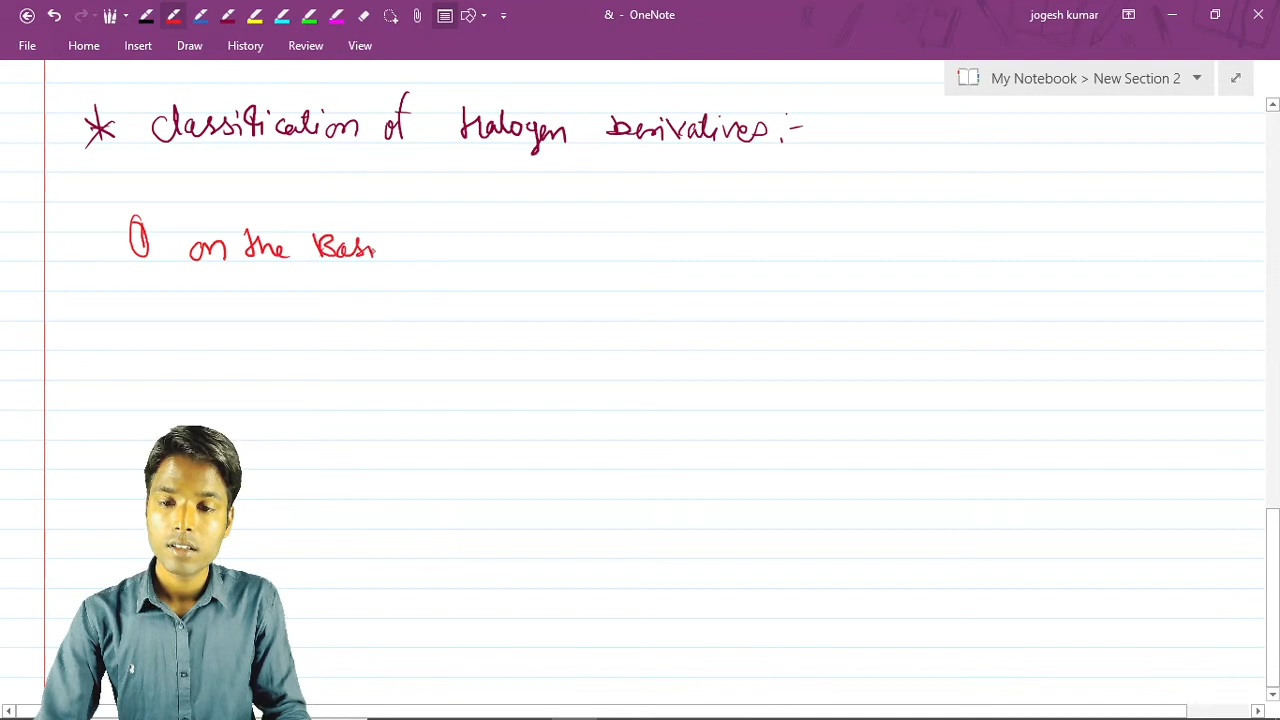 & - OneNote
jogesh kumar
File Home Insert Draw History Review View
My Notebook > New Section 2
* Classification of Halogen Derivatives :-
① on the Basi